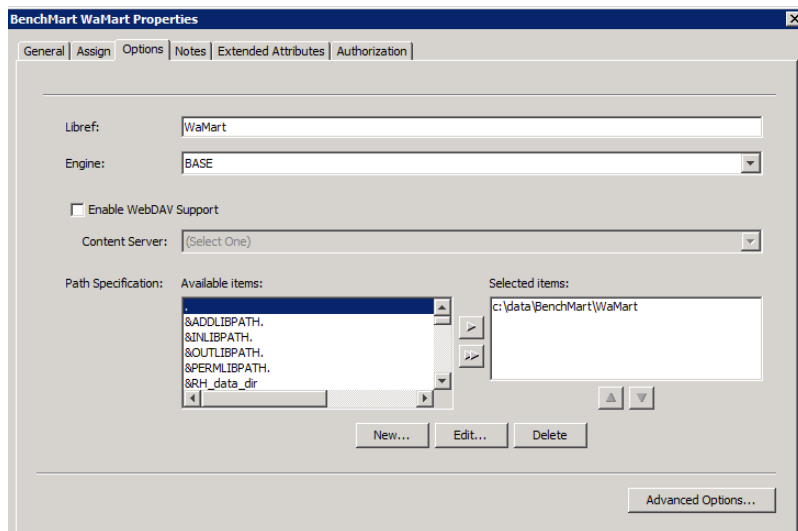 BenchMart WaMart Properties
General Assign Options Notes Extended Attributes Authorization
Libref: WaMart
Engine: BASE
Enable WebDAV Support
Content Server: (Select One)
Path Specification: Available items: Selected items:
. c:\data\BenchMart\WaMart
&ADDLIBPATH.
&INLIBPATH.
&OUTLIBPATH.
&PERMLIBPATH.
&RH_data_dir
New... Edit... Delete
Advanced Options...